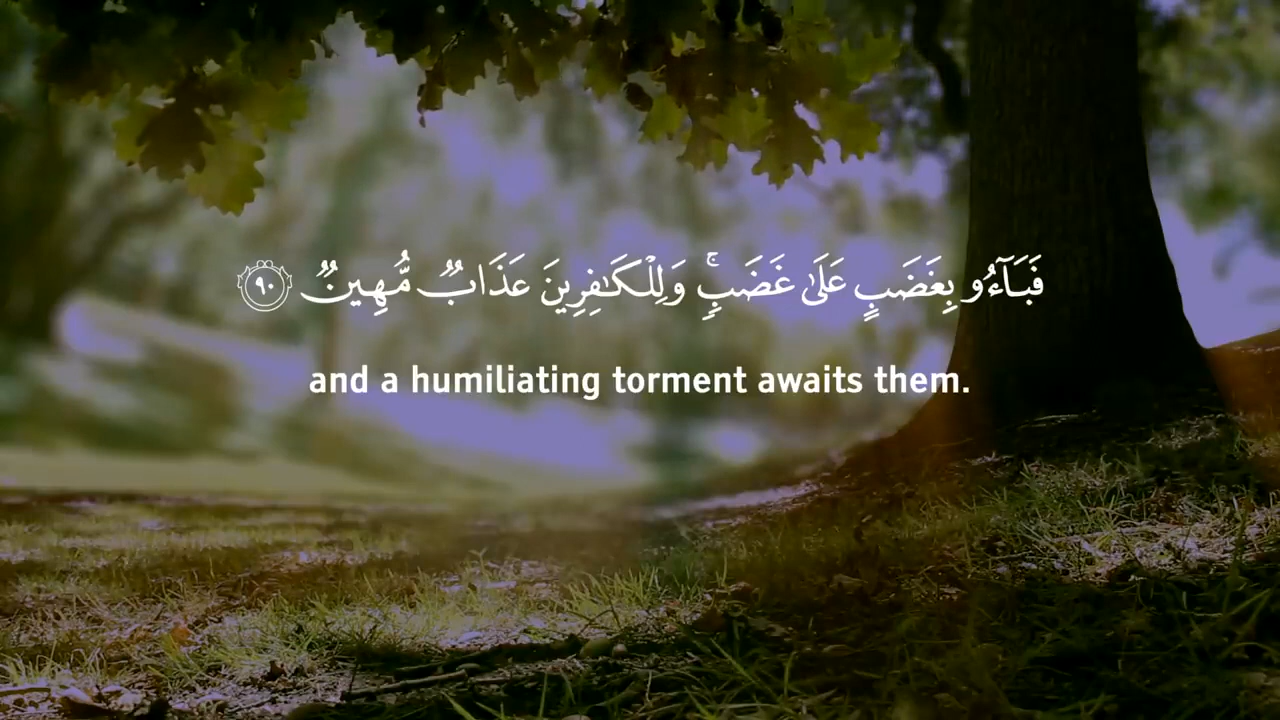 فَبَآءُو بِغَضَبٍ عَلَىٰ غَضَبٍۢ ۚ وَلِلْكَـٰفِرِينَ عَذَابٌۭ مُّهِينٌۭ ٩٠
and a humiliating torment awaits them.